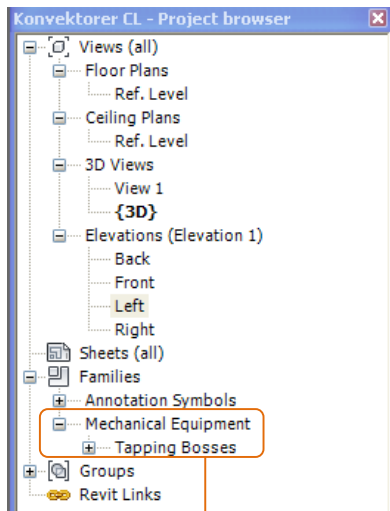 Konvektorer CL - Project browser
Views (all)
Floor Plans
Ref. Level
Ceiling Plans
Ref. Level
3D Views
View 1
{3D}
Elevations (Elevation 1)
Back
Front
Left
Right
Sheets (all)
Families
Annotation Symbols
Mechanical Equipment
Tapping Bosses
Groups
Revit Links